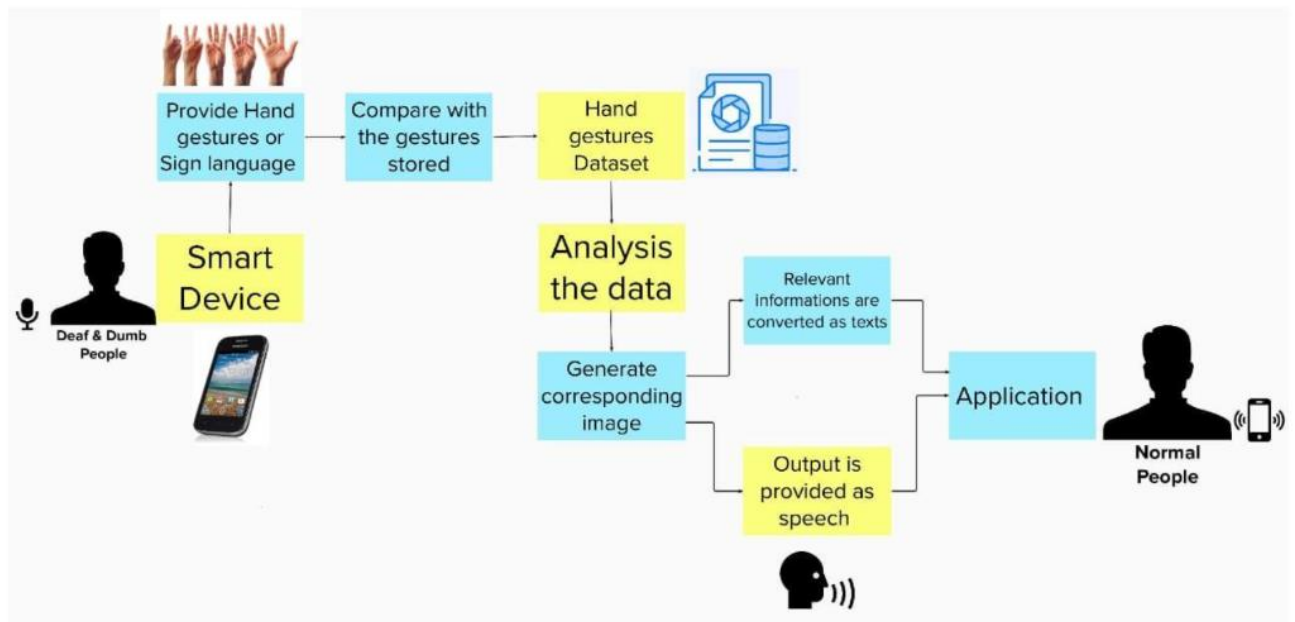 Provide Hand
gestures or
Sign language
Compare with
the gestures
stored
Hand
gestures
Dataset
Smart
Device
Deaf & Dumb
People
Analysis
the data
Generate
corresponding
image
Relevant
informations are
converted as texts
Output is
provided as
speech
Application
Normal
People